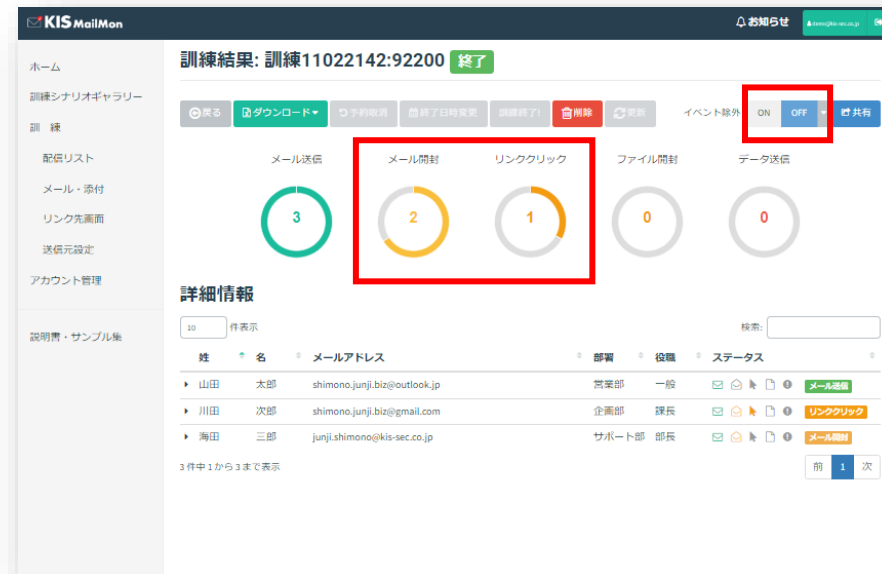 KIS MailMon
お知らせ
demo@kis-sec.co.jp
ホーム
訓練シナリオギャラリー
訓 練
配信リスト
メール・添付
リンク先画面
送信元設定
アカウント管理
説明書・サンプル集
訓練結果: 訓練11022142:92200 終了
戻る ダウンロード 予約取消 終了日時変更 訓練終了! 削除 更新 イベント除外 ON OFF 共有
メール送信 メール開封 リンククリック ファイル開封 データ送信
3 2 1 0 0
詳細情報
10 件表示 検索:
姓 名 メールアドレス 部署 役職 ステータス
山田 太郎 shimono.junji.biz@outlook.jp 営業部 一般 メール送信
川田 次郎 shimono.junji.biz@gmail.com 企画部 課長 リンククリック
海田 三郎 junji.shimono@kis-sec.co.jp サポート部 部長 メール開封
3 件中 1 から 3 まで表示 前 1 次